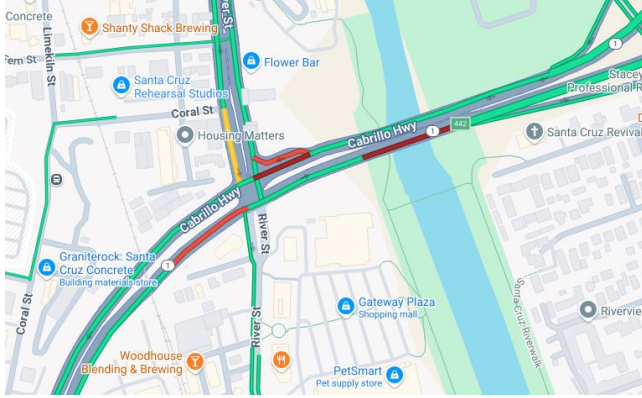 Concrete
Limekiln St
Shanty Shack Brewing
River St
Fern St
Flower Bar
Santa Cruz
Rehearsal Studios
Coral St
Housing Matters
Cabrillo Hwy
1
442
1
Stacey
Professional R
Santa Cruz Revival
Cabrillo Hwy
River St
Graniterock: Santa
Cruz Concrete
Building materials store
1
Coral St
River St
Gateway Plaza
Shopping mall
Santa Cruz Riverwalk
Rivervie
Woodhouse
Blending & Brewing
PetSmart
Pet supply store